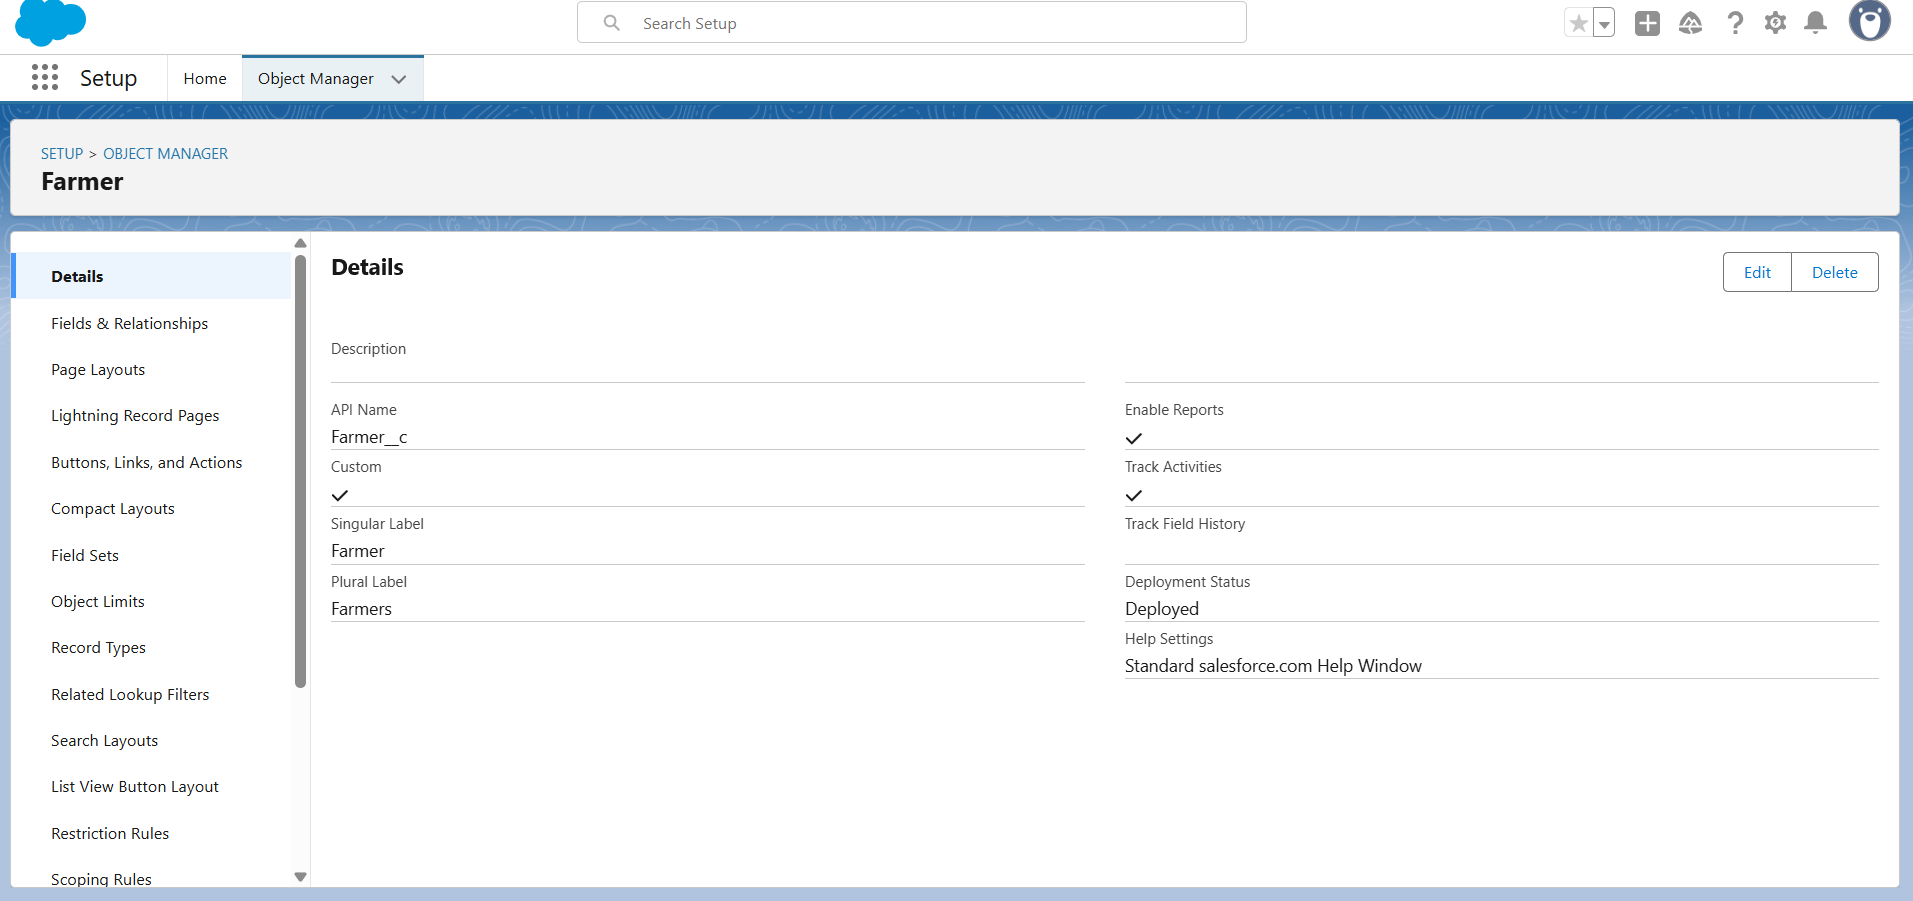 Search Setup
Setup
Home
Object Manager
SETUP > OBJECT MANAGER
Farmer
Details
Fields & Relationships
Page Layouts
Lightning Record Pages
Buttons, Links, and Actions
Compact Layouts
Field Sets
Object Limits
Record Types
Related Lookup Filters
Search Layouts
List View Button Layout
Restriction Rules
Scoping Rules
Details
Edit
Delete
Description
API Name
Farmer__c
Custom
Singular Label
Farmer
Plural Label
Farmers
Enable Reports
Track Activities
Track Field History
Deployment Status
Deployed
Help Settings
Standard salesforce.com Help Window